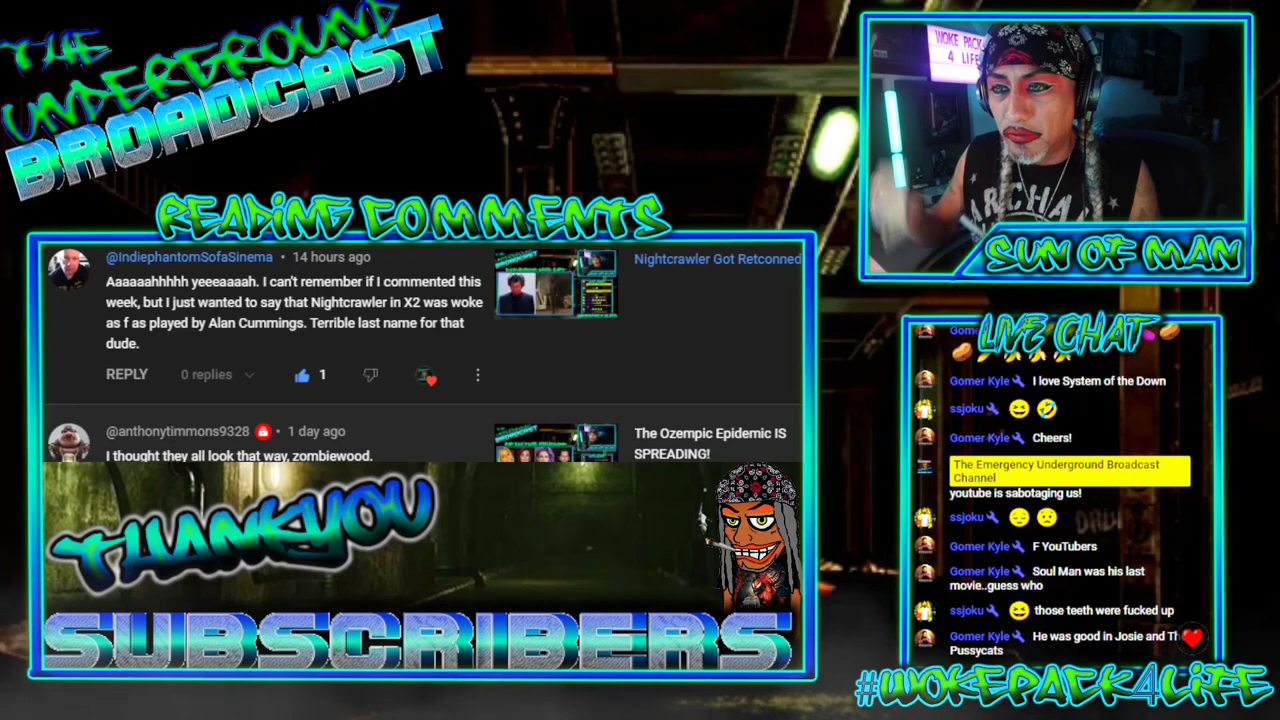 THE
UNDERGROUND
BROADCAST
WOKE PACK
4 LIFE
ARCHA
SUN OF MAN
READING COMMENTS
@IndiephantomSofaSinema • 14 hours ago
Aaaaahhhhh yeeeaaaah. I can't remember if I commented this
week, but I just wanted to say that Nightcrawler in X2 was woke
as f as played by Alan Cummings. Terrible last name for that
dude.
REPLY 0 replies 1
Nightcrawler Got Retconned
@anthonytimmons9328 • 1 day ago
I thought they all look that way, zombiewood.
The Ozempic Epidemic IS
SPREADING!
THANK YOU
SUBSCRIBERS
LIVE CHAT
Gom
Gomer Kyle I love System of the Down
ssjoku 😆 🤣
Gomer Kyle Cheers!
The Emergency Underground Broadcast
Channel
youtube is sabotaging us!
ssjoku 😔 😟
Gomer Kyle F YouTubers
Gomer Kyle Soul Man was his last
movie..guess who
ssjoku 😆 those teeth were fucked up
Gomer Kyle He was good in Josie and Th
Pussycats
#WOKEPACK4LIFE